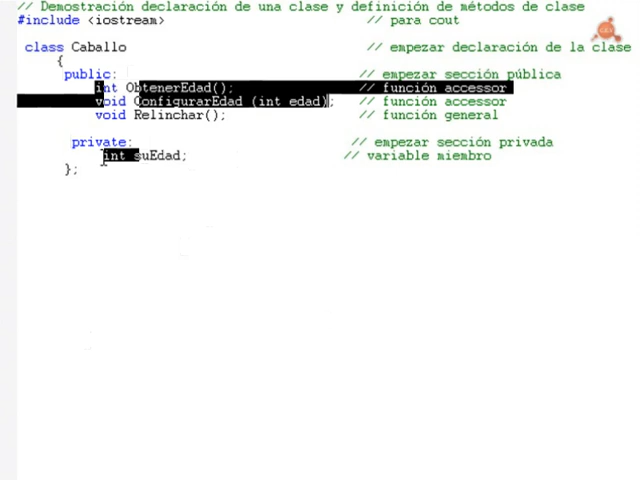 // Demostración declaración de una clase y definición de métodos de clase
#include <iostream> // para cout
class Caballo // empezar declaración de la clase
{
public: // empezar sección pública
int ObtenerEdad(); // función accessor
void ConfigurarEdad (int edad); // función accessor
void Relinchar(); // función general
private: // empezar sección privada
int suEdad; // variable miembro
};